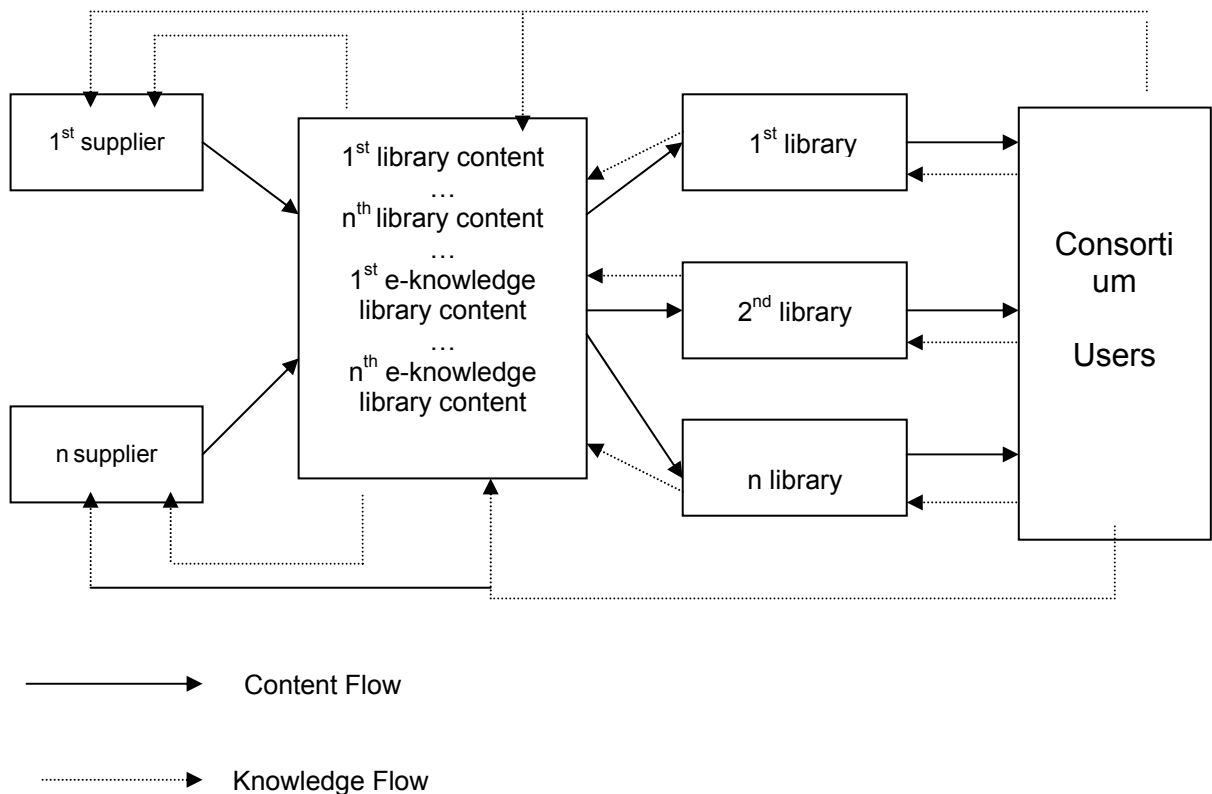 1st supplier
n supplier
1st library content
…
nth library content
…
1st e-knowledge
library content
…
nth e-knowledge
library content
1st library
2nd library
n library
Consorti
um
Users
Content Flow
Knowledge Flow